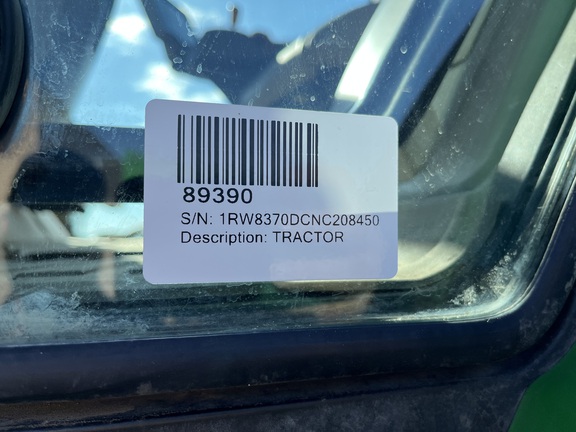 89390
S/N: 1RW8370DCNC208450
Description: TRACTOR